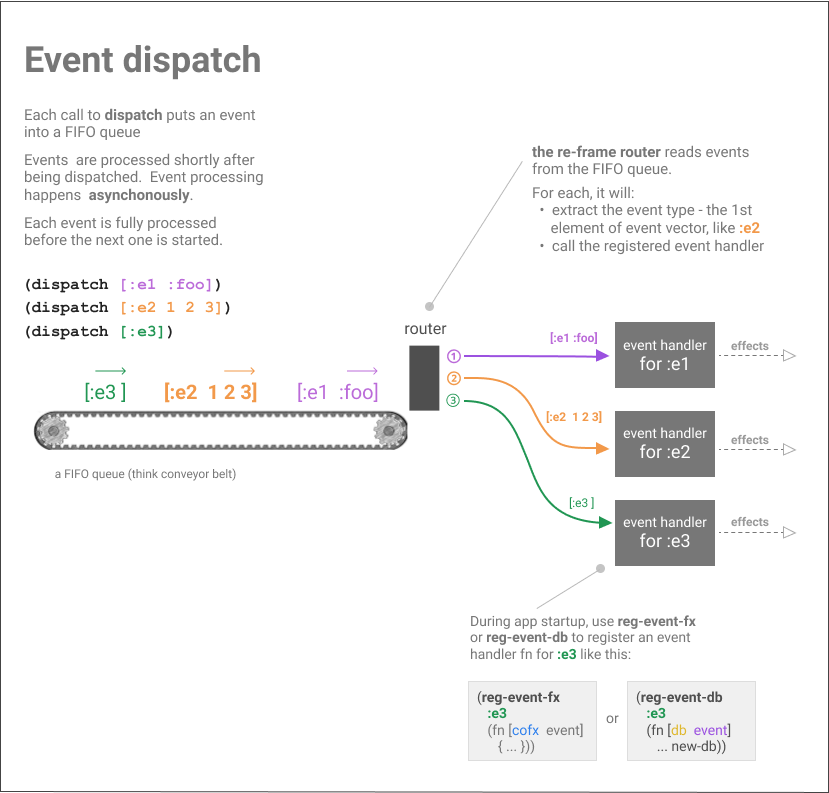 Event dispatch
Each call to dispatch puts an event
into a FIFO queue
Events are processed shortly after
being dispatched. Event processing
happens asynchonously.
Each event is fully processed
before the next one is started.
(dispatch [:e1 :foo])
(dispatch [:e2 1 2 3])
(dispatch [:e3])
the re-frame router reads events
from the FIFO queue.
For each, it will:
• extract the event type - the 1st
element of event vector, like :e2
• call the registered event handler
[:e3 ] [:e2 1 2 3] [:e1 :foo]
a FIFO queue (think conveyor belt)
router
1
2
3
[:e1 :foo]
event handler
for :e1
effects
[:e2 1 2 3]
event handler
for :e2
effects
[:e3 ]
event handler
for :e3
effects
During app startup, use reg-event-fx
or reg-event-db to register an event
handler fn for :e3 like this:
(reg-event-fx
:e3
(fn [cofx event]
{ ... }))
or
(reg-event-db
:e3
(fn [db event]
... new-db))